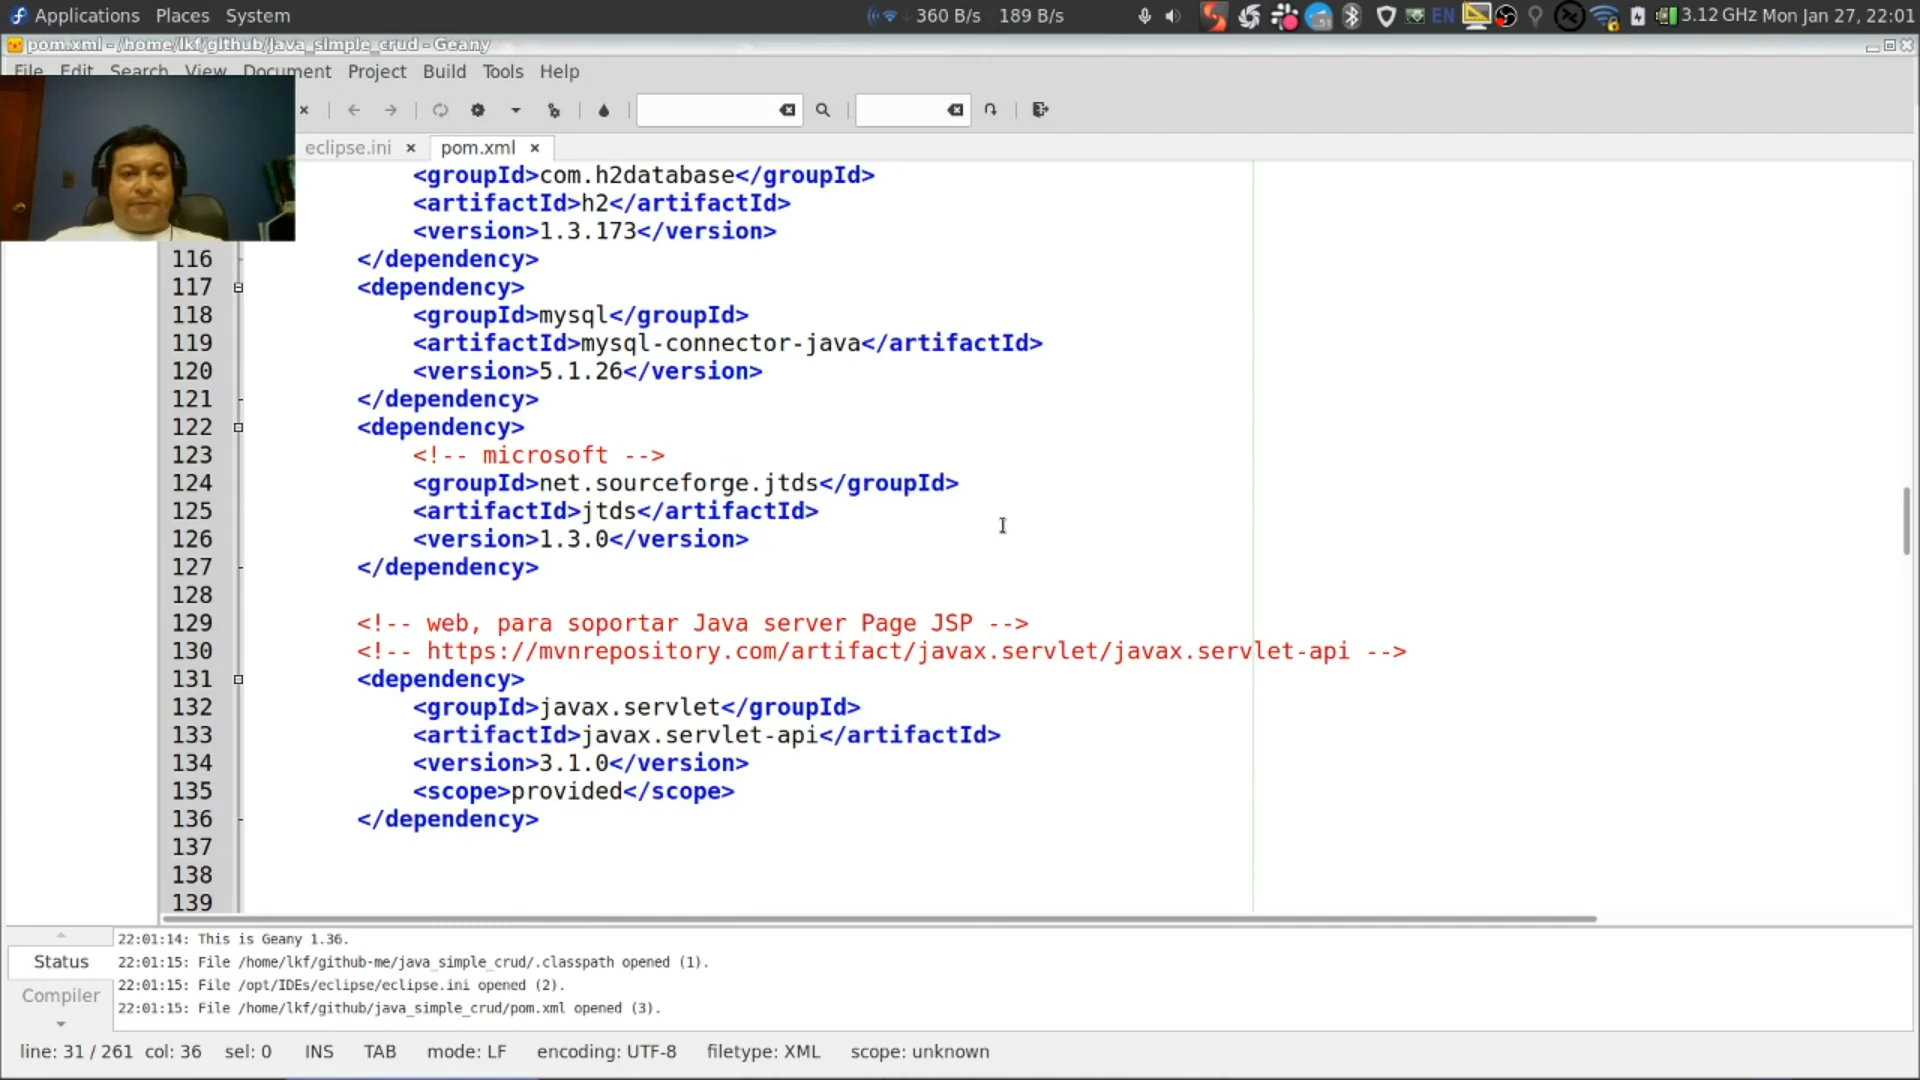 Applications Places System 360 B/s 189 B/s EN 3.12 GHz Mon Jan 27, 22:01
pom.xml - /home/lkf/github/java_simple_crud - Geany
File Edit Search View Document Project Build Tools Help
eclipse.ini pom.xml
<groupId>com.h2database</groupId>
<artifactId>h2</artifactId>
<version>1.3.173</version>
116 </dependency>
117 <dependency>
118 <groupId>mysql</groupId>
119 <artifactId>mysql-connector-java</artifactId>
120 <version>5.1.26</version>
121 </dependency>
122 <dependency>
123 <!-- microsoft -->
124 <groupId>net.sourceforge.jtds</groupId>
125 <artifactId>jtds</artifactId>
126 <version>1.3.0</version>
127 </dependency>
128
129 <!-- web, para soportar Java server Page JSP -->
130 <!-- https://mvnrepository.com/artifact/javax.servlet/javax.servlet-api -->
131 <dependency>
132 <groupId>javax.servlet</groupId>
133 <artifactId>javax.servlet-api</artifactId>
134 <version>3.1.0</version>
135 <scope>provided</scope>
136 </dependency>
137
138
139
Status
Compiler
22:01:14: This is Geany 1.36.
22:01:15: File /home/lkf/github-me/java_simple_crud/.classpath opened (1).
22:01:15: File /opt/IDEs/eclipse/eclipse.ini opened (2).
22:01:15: File /home/lkf/github/java_simple_crud/pom.xml opened (3).
line: 31 / 261 col: 36 sel: 0 INS TAB mode: LF encoding: UTF-8 filetype: XML scope: unknown